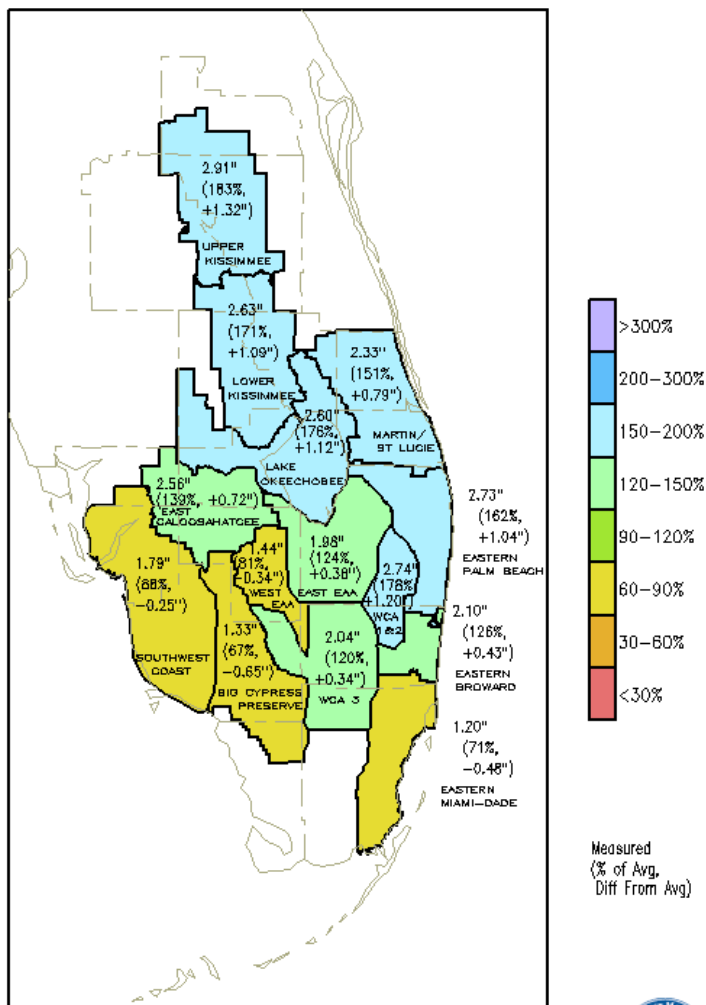 2.91"
(183%,
+1.32")
UPPER
KISSIMMEE
2.63"
(171%,
+1.09")
LOWER
KISSIMMEE
2.33"
(151%,
+0.79")
MARTIN/
ST LUCIE
2.60"
(176%,
+1.12")
LAKE
OKEECHOBEE
2.56"
(139%, +0.72")
EAST
CALOOSAHATCEE
1.79"
(88%,
-0.25")
SOUTHWEST
COAST
1.44"
(81%,
-0.34")
WEST
EAA
1.98"
(124%,
+0.38")
EAST EAA
2.74"
(178%
+1.20")
WCA
1&2
2.73"
(162%,
+1.04")
EASTERN
PALM BEACH
1.33"
(67%,
-0.65")
BIG CYPRESS
PRESERVE
2.04"
(120%,
+0.34")
WCA 3
2.10"
(126%,
+0.43")
EASTERN
BROWARD
1.20"
(71%,
-0.48")
EASTERN
MIAMI-DADE
>300%
200-300%
150-200%
120-150%
90-120%
60-90%
30-60%
<30%
Measured
(% of Avg,
Diff From Avg)